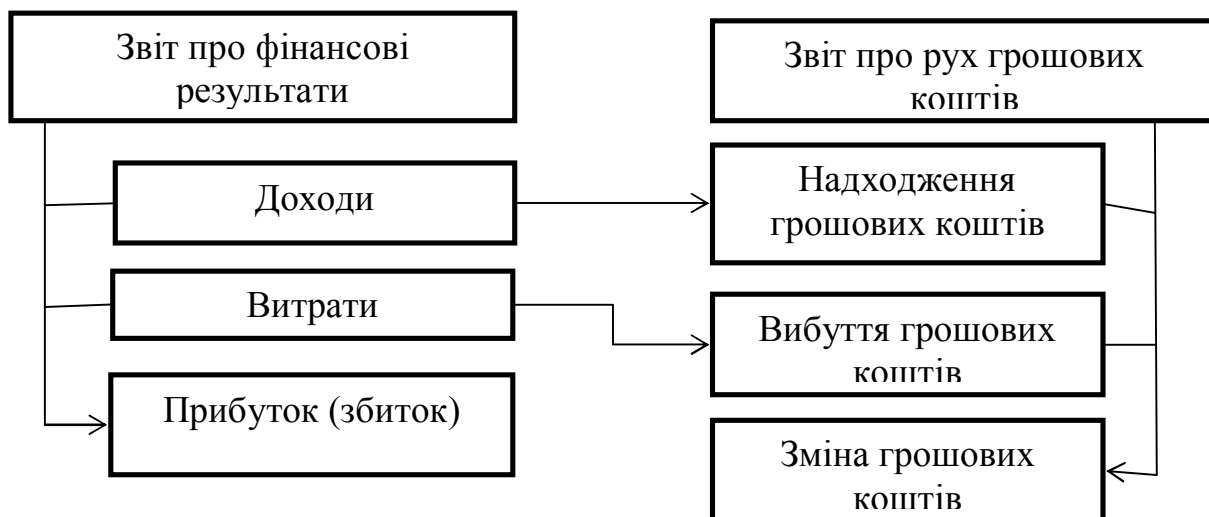 Звіт про фінансові
результати
Звіт про рух грошових
коштів
Доходи
Надходження
грошових коштів
Витрати
Вибуття грошових
коштів
Прибуток (збиток)
Зміна грошових
коштів